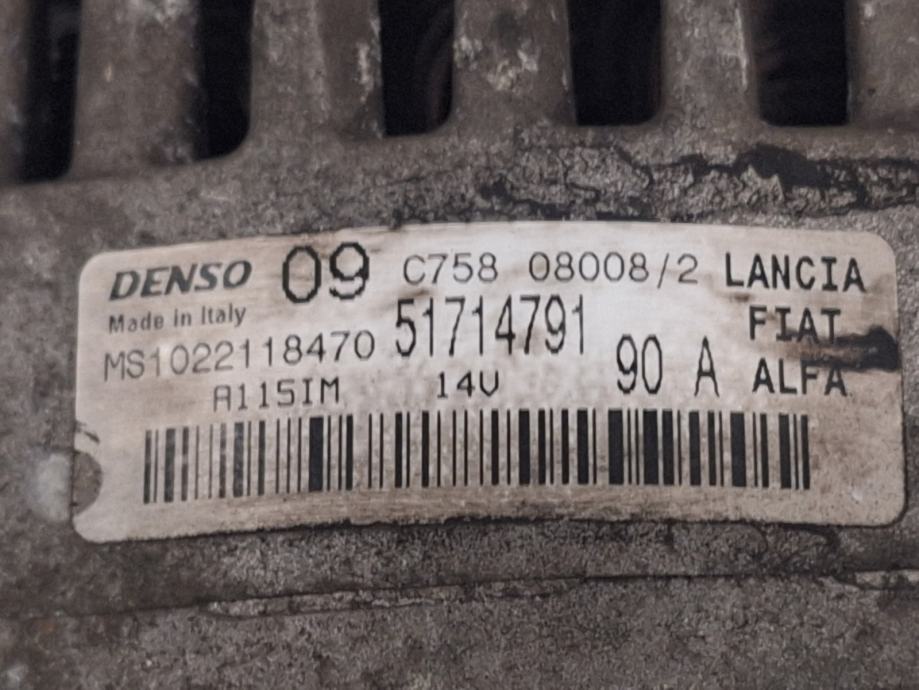 DENSO 09 C758 08008/2 LANCIA
Made in Italy 51714791 FIAT
MS1022118470 90 A ALFA
A115IM 14V